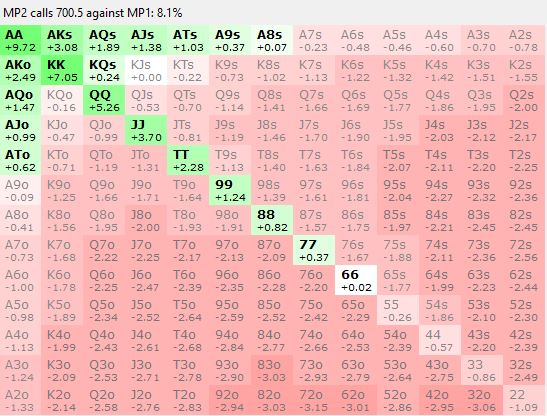 MP2 calls 700.5 against MP1: 8.1%
AA AKs AQs AJs ATs A9s A8s A7s A6s A5s A4s A3s A2s
+9.72 +3.08 +1.89 +1.38 +1.03 +0.37 +0.07 -0.23 -0.48 -0.46 -0.60 -0.70 -0.78
AKo KK KQs KJs KTs K9s K8s K7s K6s K5s K4s K3s K2s
+2.49 +7.05 +0.24 +0.00 -0.22 -0.73 -1.02 -1.13 -1.22 -1.32 -1.42 -1.51 -1.55
AQo KQo QQ QJs QTs Q9s Q8s Q7s Q6s Q5s Q4s Q3s Q2s
+1.47 -0.16 +5.26 -0.53 -0.70 -1.14 -1.41 -1.66 -1.69 -1.77 -1.86 -1.95 -2.00
AJo KJo QJo JJ JTs J9s J8s J7s J6s J5s J4s J3s J2s
+0.99 -0.47 -0.99 +3.70 -0.81 -1.19 -1.46 -1.70 -1.90 -1.95 -2.03 -2.12 -2.17
ATo KTo QTo JTo TT T9s T8s T7s T6s T5s T4s T3s T2s
+0.62 -0.71 -1.19 -1.31 +2.28 -1.13 -1.40 -1.63 -1.84 -2.07 -2.11 -2.20 -2.25
A9o K9o Q9o J9o T9o 99 98s 97s 96s 95s 94s 93s 92s
-0.09 -1.25 -1.66 -1.71 -1.64 +1.24 -1.39 -1.61 -1.81 -2.04 -2.27 -2.32 -2.36
A8o K8o Q8o J8o T8o 98o 88 87s 86s 85s 84s 83s 82s
-0.41 -1.56 -1.95 -2.00 -1.93 -1.91 +0.82 -1.57 -1.75 -1.97 -2.21 -2.45 -2.45
A7o K7o Q7o J7o T7o 97o 87o 77 76s 75s 74s 73s 72s
-0.73 -1.68 -2.22 -2.25 -2.17 -2.13 -2.09 +0.37 -1.67 -1.88 -2.11 -2.36 -2.56
A6o K6o Q6o J6o T6o 96o 86o 76o 66 65s 64s 63s 62s
-1.00 -1.78 -2.25 -2.47 -2.39 -2.35 -2.28 -2.20 +0.02 -1.77 -1.99 -2.23 -2.44
A5o K5o Q5o J5o T5o 95o 85o 75o 65o 55 54s 53s 52s
-0.98 -1.89 -2.34 -2.52 -2.64 -2.59 -2.52 -2.42 -2.29 -0.26 -1.86 -2.10 -2.30
A4o K4o Q4o J4o T4o 94o 84o 74o 64o 54o 44 43s 42s
-1.13 -1.99 -2.43 -2.61 -2.68 -2.84 -2.77 -2.66 -2.53 -2.39 -0.57 -2.20 -2.39
A3o K3o Q3o J3o T3o 93o 83o 73o 63o 53o 43o 33 32s
-1.24 -2.09 -2.53 -2.71 -2.78 -2.90 -3.03 -2.93 -2.79 -2.64 -2.75 -0.86 -2.49
A2o K2o Q2o J2o T2o 92o 82o 72o 62o 52o 42o 32o 22
-1.33 -2.14 -2.58 -2.76 -2.83 -2.94 -3.03 -3.15 -3.01 -2.86 -2.95 -3.06 -1.09